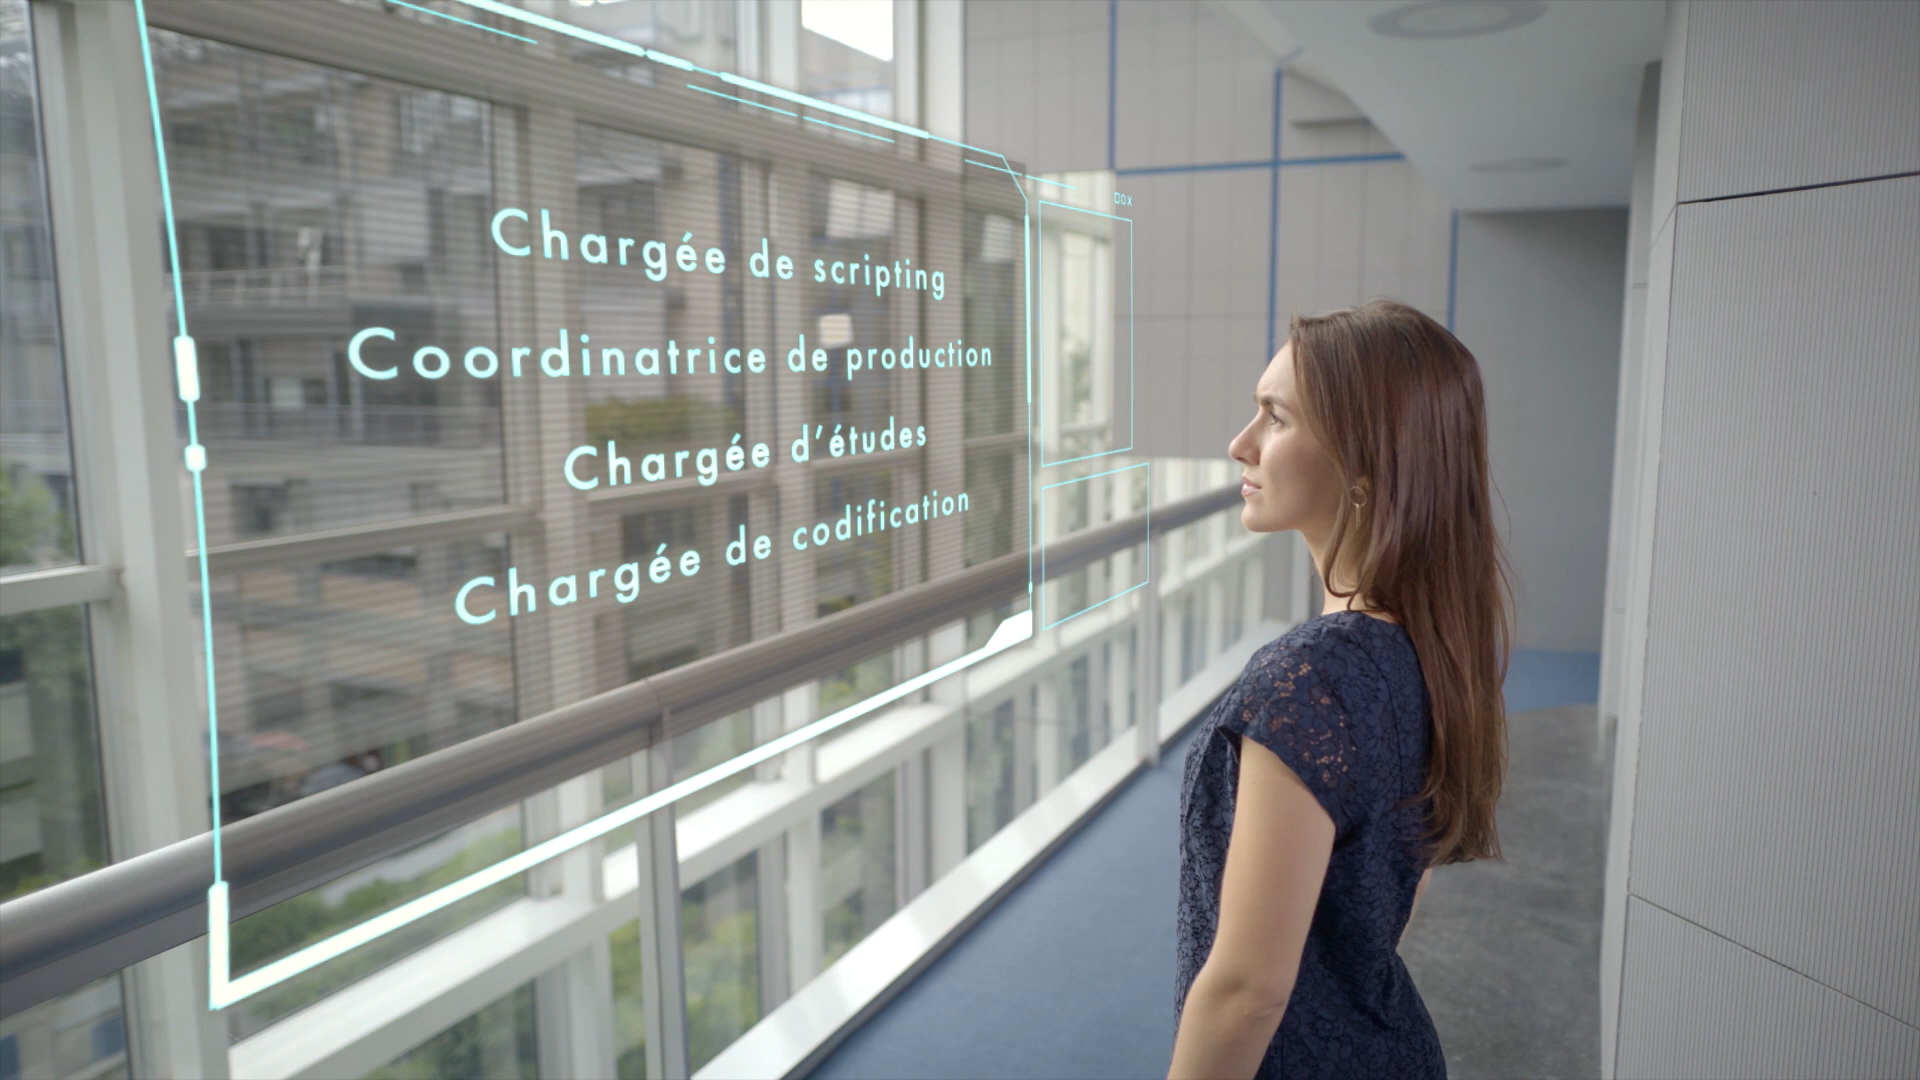 Chargée de scripting
Coordinatrice de production
Chargée d'études
Chargée de codification